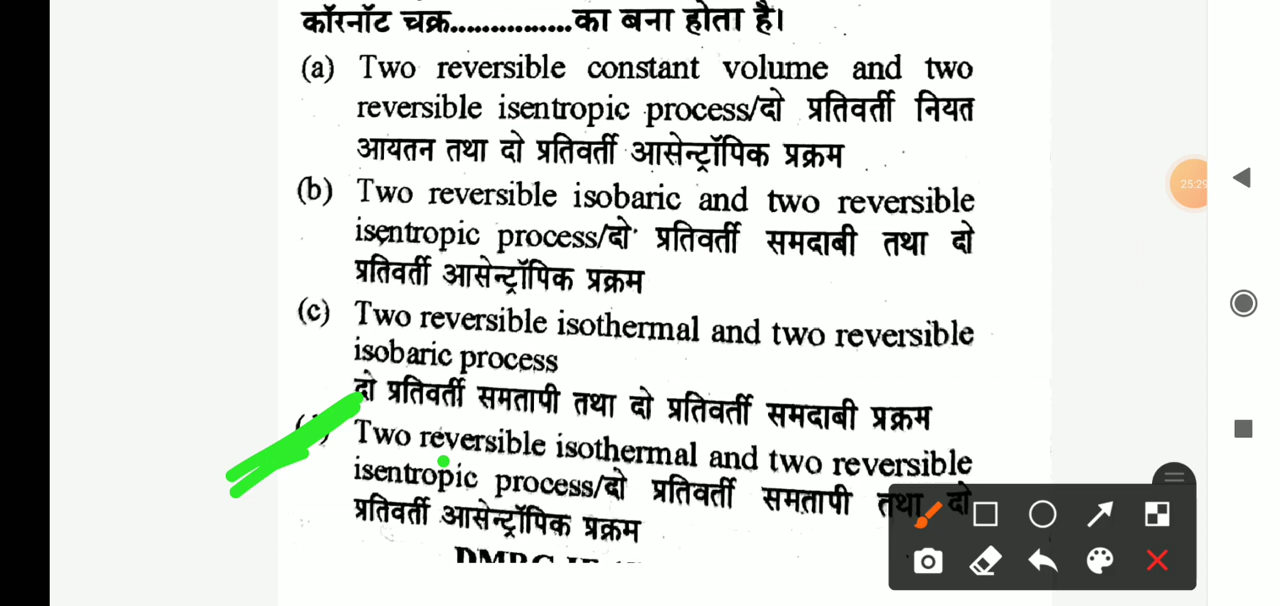 कॉरनॉट चक्र...............का बना होता है।
(a) Two reversible constant volume and two
reversible isentropic process/दो प्रतिवर्ती नियत
आयतन तथा दो प्रतिवर्ती आसेन्ट्रॉपिक प्रक्रम
(b) Two reversible isobaric and two reversible
isentropic process/दो प्रतिवर्ती समदाबी तथा दो
प्रतिवर्ती आसेन्ट्रॉपिक प्रक्रम
(c) Two reversible isothermal and two reversible
isobaric process
दो प्रतिवर्ती समतापी तथा दो प्रतिवर्ती समदाबी प्रक्रम
Two reversible isothermal and two reversible
isentropic process/दो प्रतिवर्ती समतापी तथा दो
प्रतिवर्ती आसेन्ट्रॉपिक प्रक्रम
25:29